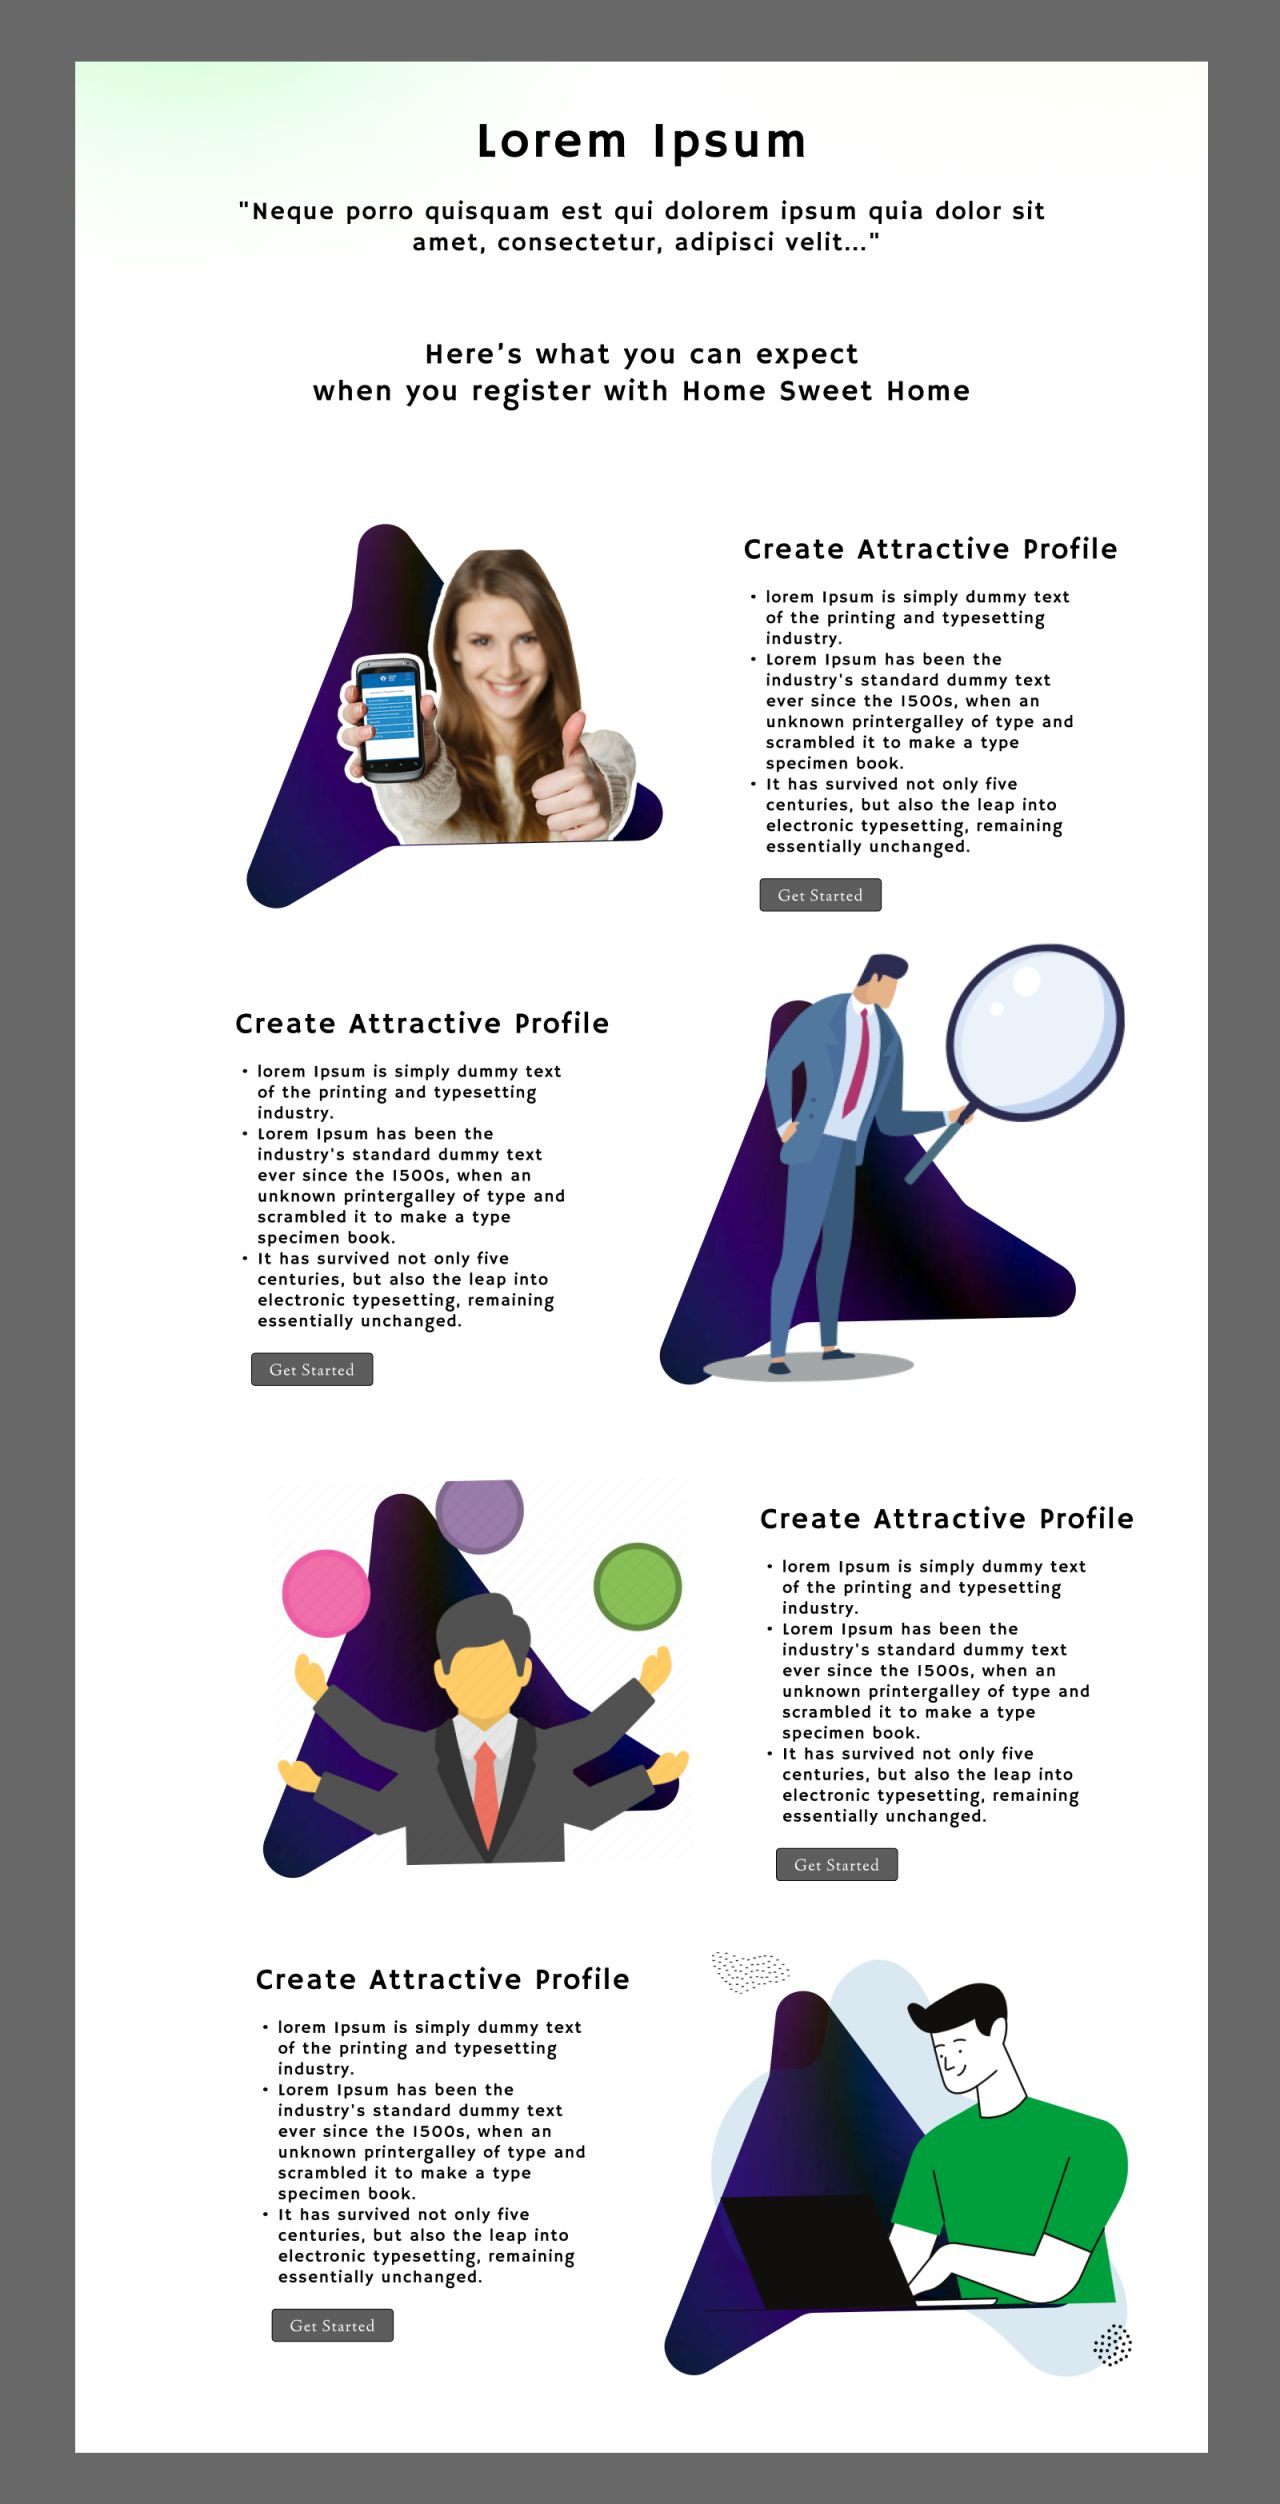 Lorem Ipsum
"Neque porro quisquam est qui dolorem ipsum quia dolor sit
amet, consectetur, adipisci velit..."
Here's what you can expect
when you register with Home Sweet Home
Create Attractive Profile
• lorem Ipsum is simply dummy text
of the printing and typesetting
industry.
• Lorem Ipsum has been the
industry's standard dummy text
ever since the 1500s, when an
unknown printergalley of type and
scrambled it to make a type
specimen book.
• It has survived not only five
centuries, but also the leap into
electronic typesetting, remaining
essentially unchanged.
Get Started
Create Attractive Profile
• lorem Ipsum is simply dummy text
of the printing and typesetting
industry.
• Lorem Ipsum has been the
industry's standard dummy text
ever since the 1500s, when an
unknown printergalley of type and
scrambled it to make a type
specimen book.
• It has survived not only five
centuries, but also the leap into
electronic typesetting, remaining
essentially unchanged.
Get Started
Create Attractive Profile
• lorem Ipsum is simply dummy text
of the printing and typesetting
industry.
• Lorem Ipsum has been the
industry's standard dummy text
ever since the 1500s, when an
unknown printergalley of type and
scrambled it to make a type
specimen book.
• It has survived not only five
centuries, but also the leap into
electronic typesetting, remaining
essentially unchanged.
Get Started
Create Attractive Profile
• lorem Ipsum is simply dummy text
of the printing and typesetting
industry.
• Lorem Ipsum has been the
industry's standard dummy text
ever since the 1500s, when an
unknown printergalley of type and
scrambled it to make a type
specimen book.
• It has survived not only five
centuries, but also the leap into
electronic typesetting, remaining
essentially unchanged.
Get Started